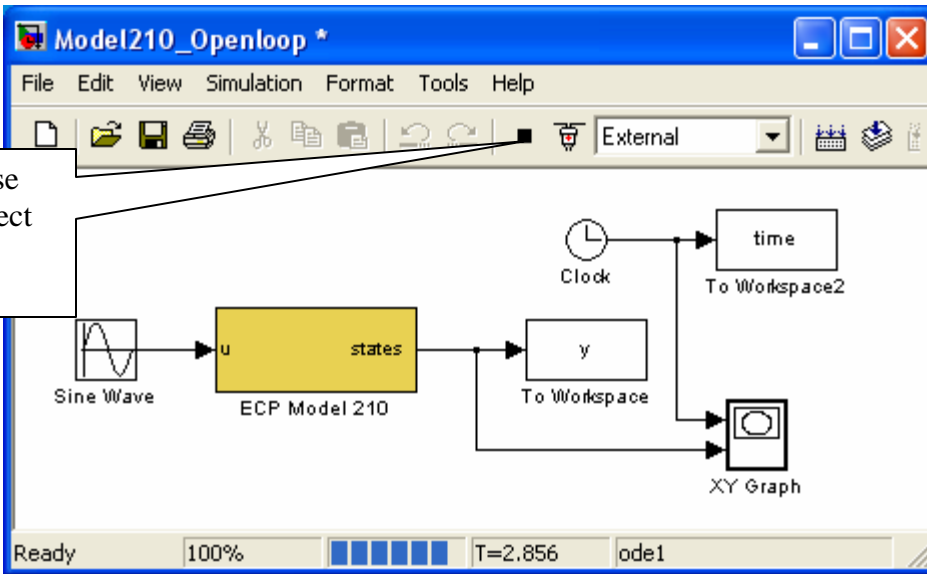 Model210_Openloop *
File Edit View Simulation Format Tools Help
External
time
Clock
To Workspace2
u
states
y
Sine Wave
ECP Model 210
To Workspace
XY Graph
Ready 100% T=2.856 ode1